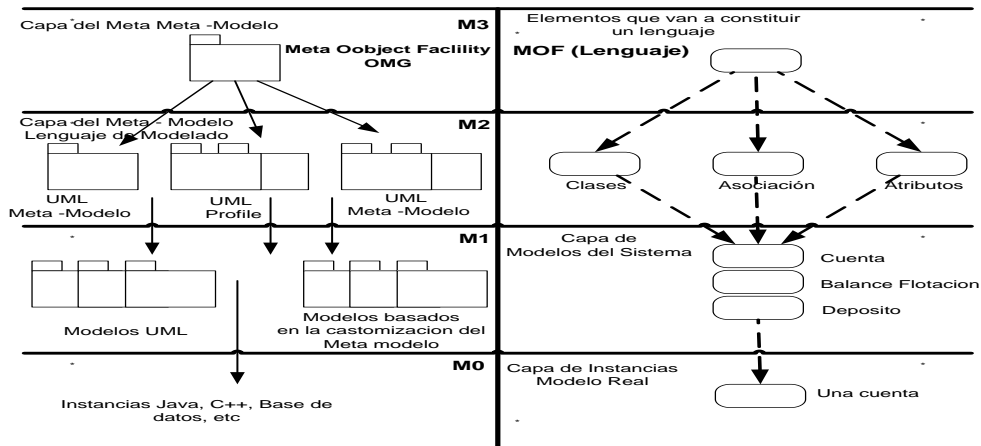 Capa del Meta Meta -Modelo
M3
Meta Oobject Faclility
OMG
Elementos que van a constituir
un lenguaje
MOF (Lenguaje)
Capa del Meta - Modelo
Lenguaje de Modelado
M2
UML
Meta -Modelo
UML
Profile
UML
Meta -Modelo
Clases
Asociación
Atributos
M1
Modelos UML
Modelos basados
en la castomizacion del
Meta modelo
Capa de
Modelos del Sistema
Cuenta
Balance Flotacion
Deposito
M0
Instancias Java, C++, Base de
datos, etc
Capa de Instancias
Modelo Real
Una cuenta